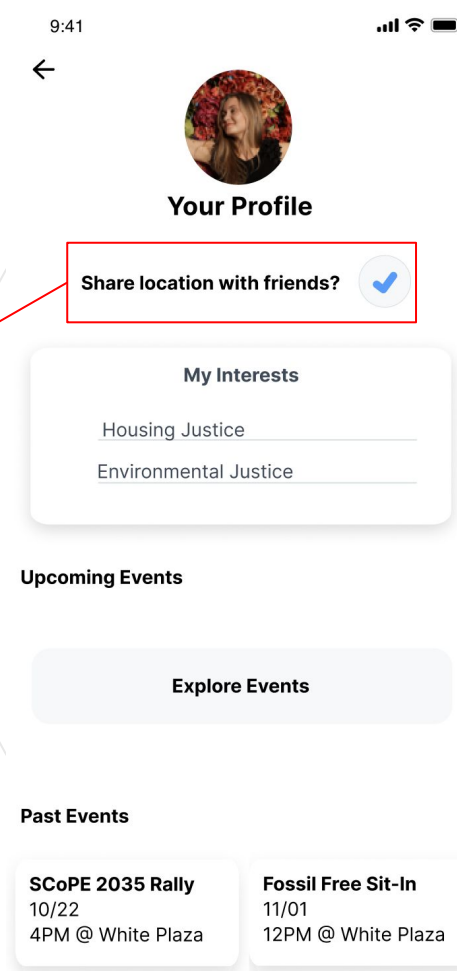 9:41
Your Profile
Share location with friends?
My Interests
Housing Justice
Environmental Justice
Upcoming Events
Explore Events
Past Events
SCoPE 2035 Rally
10/22
4PM @ White Plaza
Fossil Free Sit-In
11/01
12PM @ White Plaza